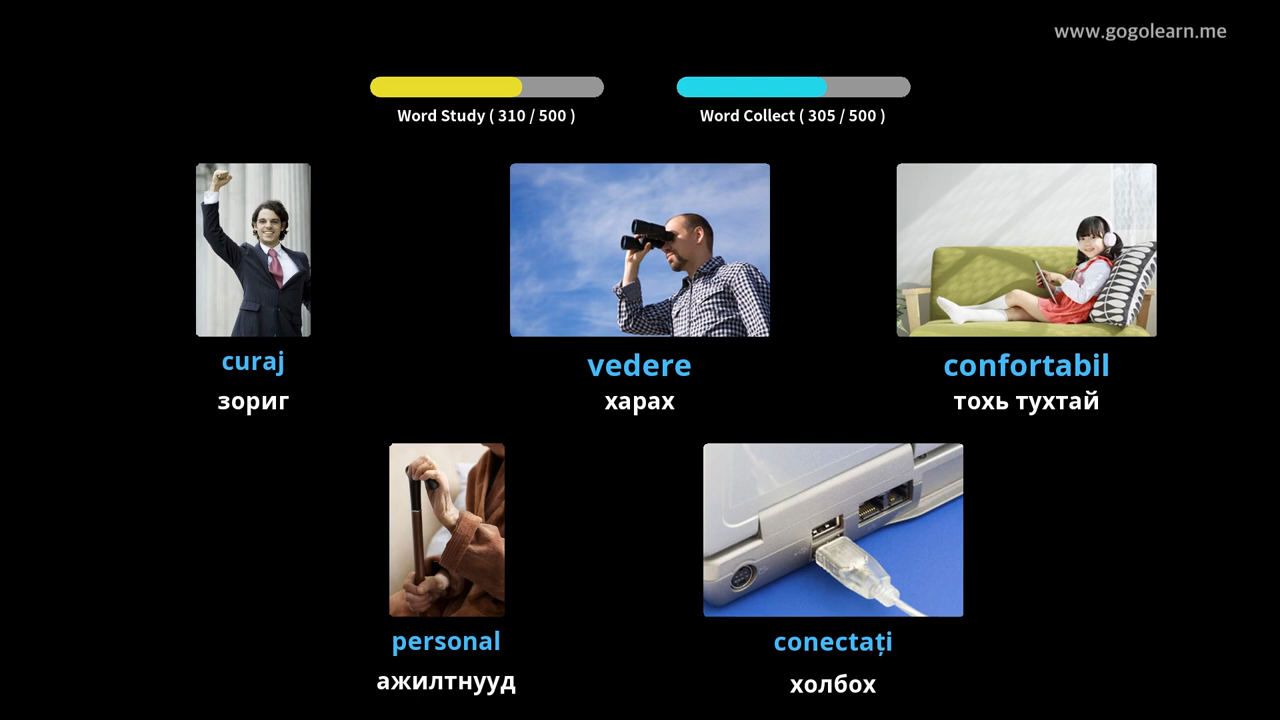 www.gogolearn.me
Word Study ( 310 / 500 )
Word Collect ( 305 / 500 )
curaj
зориг
vedere
харах
confortabil
тохь тухтай
personal
ажилтнууд
conectați
холбох